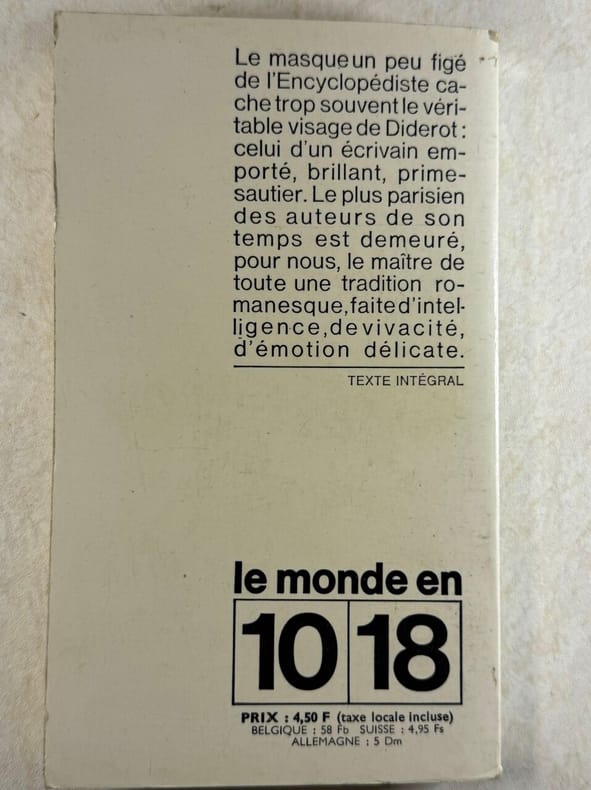 Le masque un peu figé
de l'Encyclopédiste ca-
che trop souvent le véri-
table visage de Diderot :
celui d'un écrivain em-
porté, brillant, prime-
sautier. Le plus parisien
des auteurs de son
temps est demeuré,
pour nous, le maître de
toute une tradition ro-
manesque, faite d'intel-
ligence, de vivacité,
d'émotion délicate.
TEXTE INTÉGRAL
le monde en
10 18
PRIX : 4,50 F (taxe locale incluse)
BELGIQUE : 58 Fb SUISSE : 4,95 Fs
ALLEMAGNE : 5 Dm